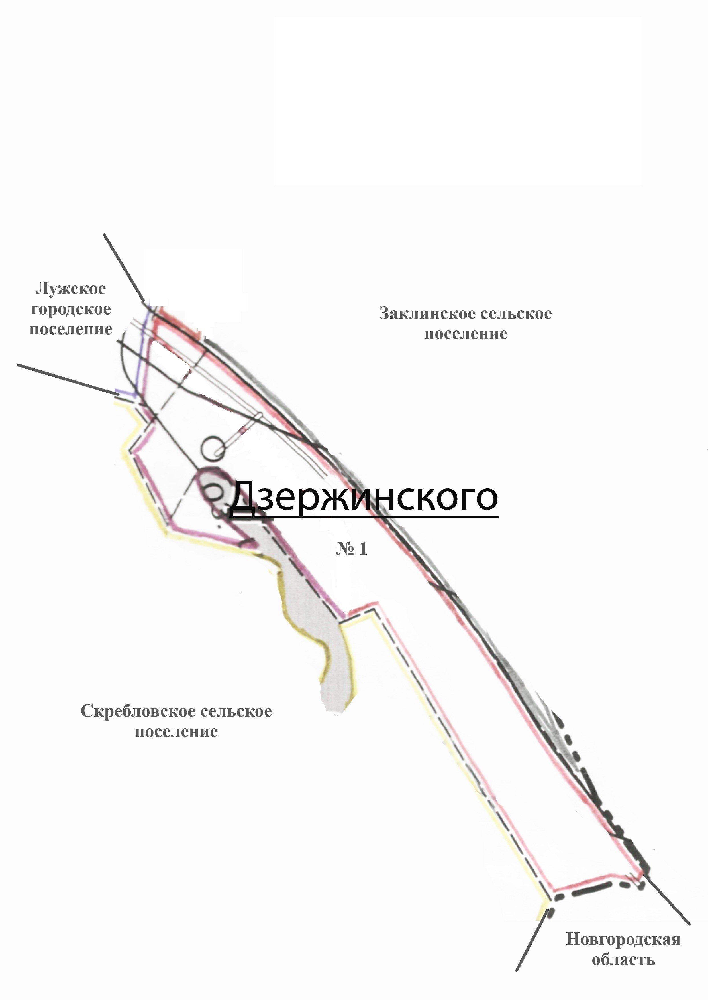 Лужское
городское
поселение
Заклинское сельское
поселение
Дзержинского
№ 1
Скребловское сельское
поселение
Новгородская
область